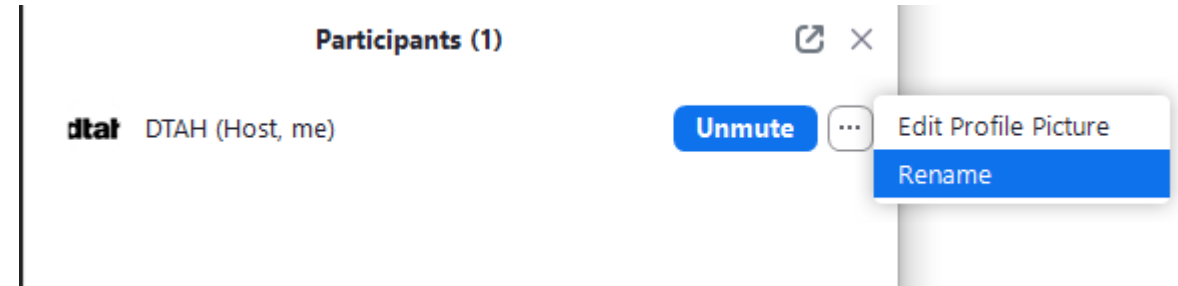 Participants (1)
dtah DTAH (Host, me) Unmute ... Edit Profile Picture
Rename